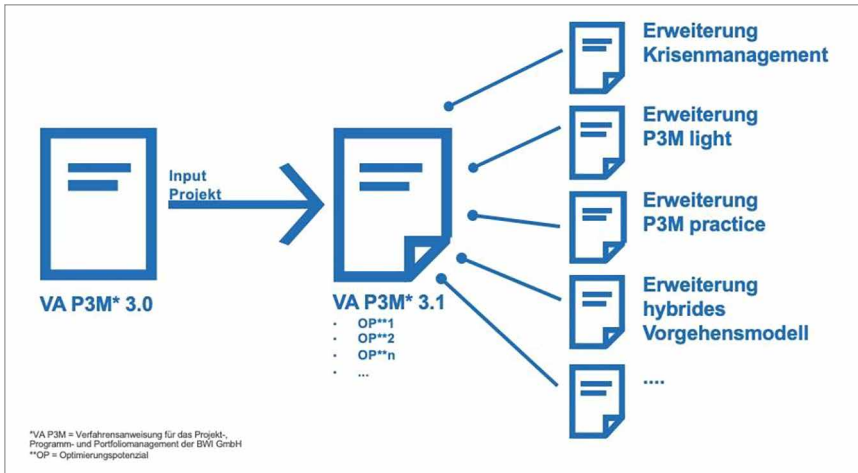 Erweiterung
Krisenmanagement
Erweiterung
P3M light
Input
Projekt
Erweiterung
P3M practice
VA P3M* 3.0
VA P3M* 3.1
· OP**1
· OP**2
· OP**n
· ...
Erweiterung
hybrides
Vorgehensmodell
....
*VA P3M = Verfahrensanweisung für das Projekt-,
Programm- und Portfoliomanagement der BWI GmbH
**OP = Optimierungspotenzial